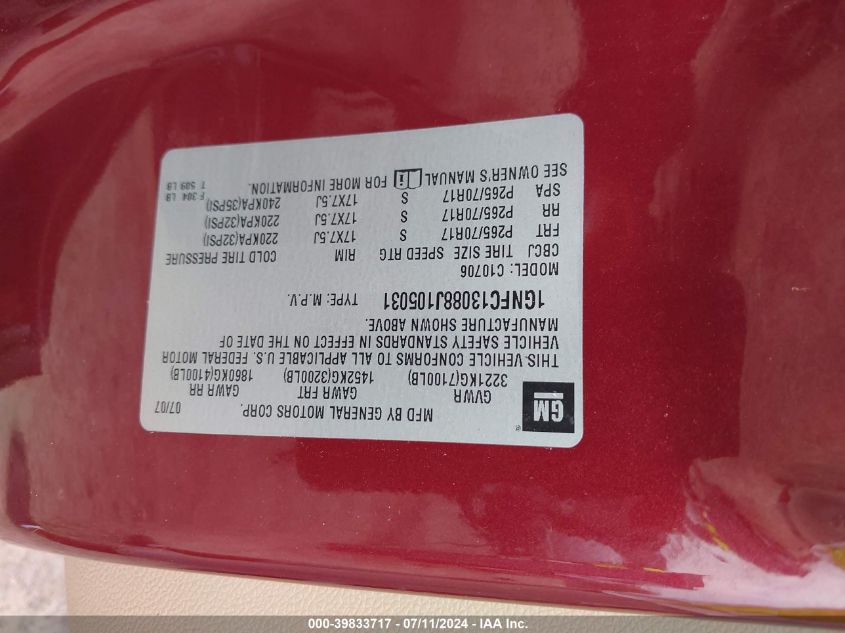 GM
MFD BY GENERAL MOTORS CORP. 07/07
GVWR GAWR FRT GAWR RR
3221KG(7100LB) 1452KG(3200LB) 1860KG(4100LB)
THIS VEHICLE CONFORMS TO ALL APPLICABLE U.S. FEDERAL MOTOR
VEHICLE SAFETY STANDARDS IN EFFECT ON THE DATE OF
MANUFACTURE SHOWN ABOVE.
1GNFC13088J105031 TYPE: M.P.V.
MODEL: C10706
CBCJ TIRE SIZE SPEED RTG RIM COLD TIRE PRESSURE
FRT P265/70R17 S 17X7.5J 220KPA(32PSI)
RR P265/70R17 S 17X7.5J 220KPA(32PSI)
SPA P265/70R17 S 17X7.5J 240KPA(35PSI)
SEE OWNER'S MANUAL FOR MORE INFORMATION.
F: 304 LB
T: 509 LB
000-39833717 - 07/11/2024 - IAA Inc.